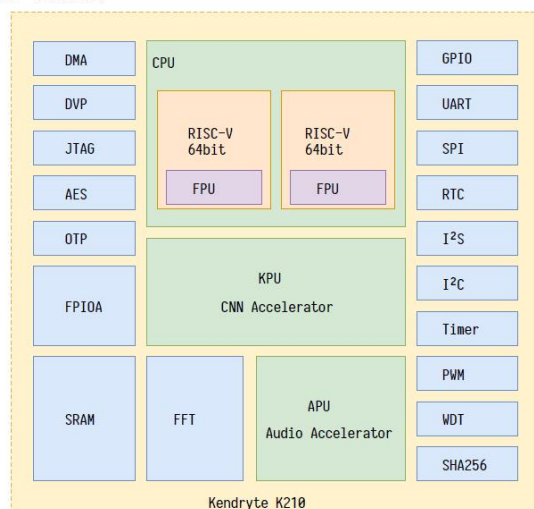 DMA
DVP
JTAG
AES
OTP
FPIOA
SRAM
CPU
RISC-V
64bit
FPU
RISC-V
64bit
FPU
KPU
CNN Accelerator
FFT
APU
Audio Accelerator
GPIO
UART
SPI
RTC
I²S
I²C
Timer
PWM
WDT
SHA256
Kendryte K210